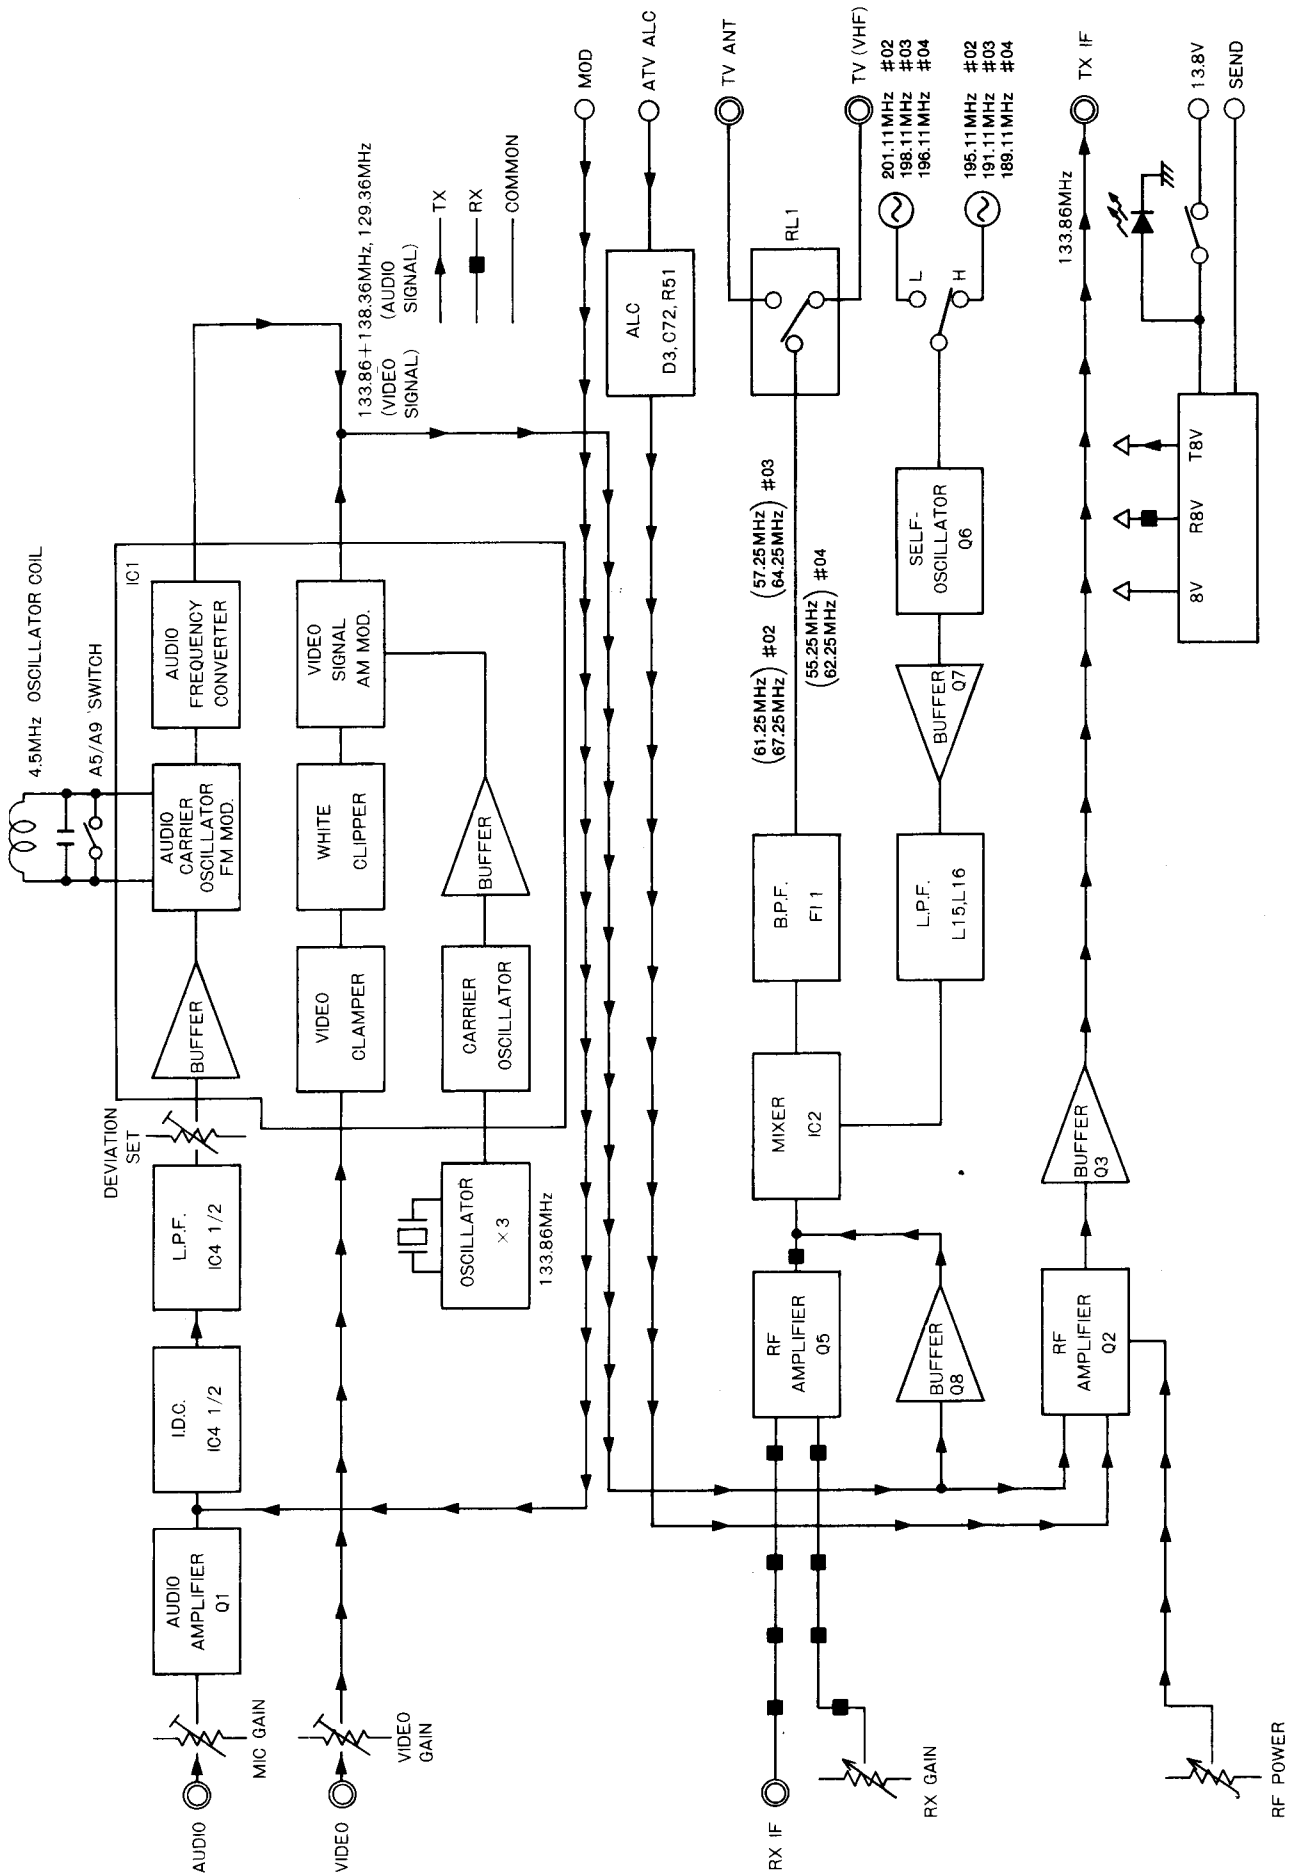 4.5MHz OSCILLATOR COIL
A5/A9 SWITCH
DEVIATION
SET
IC1
AUDIO
MIC GAIN
AUDIO
AMPLIFIER
Q1
I.D.C.
IC4 1/2
L.P.F.
IC4 1/2
BUFFER
AUDIO
CARRIER
OSCILLATOR
FM MOD.
AUDIO
FREQUENCY
CONVERTER
VIDEO
VIDEO
GAIN
VIDEO
CLAMPER
WHITE
CLIPPER
VIDEO
SIGNAL
AM MOD.
133.86+138.36MHz, 129.36MHz
(VIDEO
SIGNAL)
(AUDIO
SIGNAL)
OSCILLATOR
×3
133.86MHz
CARRIER
OSCILLATOR
BUFFER
TX
RX
COMMON
MOD
ATV ALC
ALC
D3, C72, R51
TV ANT
RL1
TV (VHF)
RX IF
RX GAIN
RF
AMPLIFIER
Q5
MIXER
IC2
B.P.F.
FI1
(61.25MHz
67.25MHz) #02
(57.25MHz
64.25MHz) #03
(55.25MHz
62.25MHz) #04
BUFFER
Q8
L.P.F.
L15,L16
BUFFER
Q7
SELF-
OSCILLATOR
Q6
L
H
201.11MHz #02
198.11MHz #03
196.11MHz #04
195.11MHz #02
191.11MHz #03
189.11MHz #04
RF POWER
RF
AMPLIFIER
Q2
BUFFER
Q3
133.86MHz
TX IF
8V
R8V
T8V
13.8V
SEND